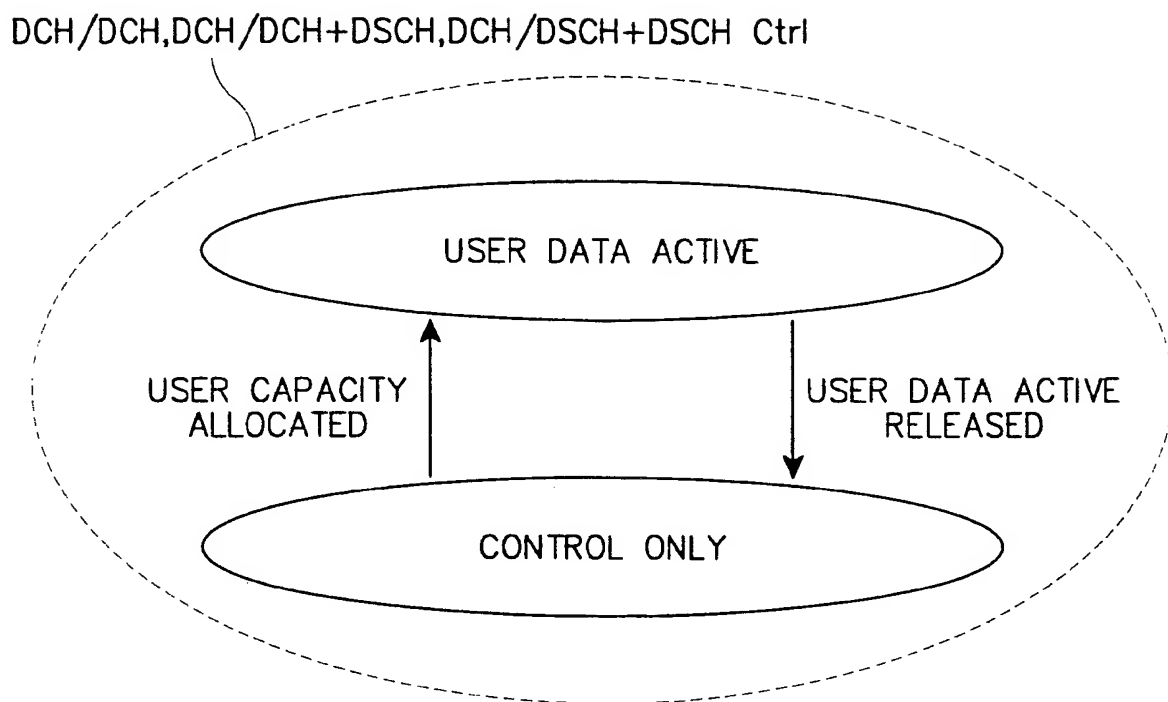 DCH/DCH,DCH/DCH+DSCH,DCH/DSCH+DSCH Ctrl
USER DATA ACTIVE
USER CAPACITY
ALLOCATED
USER DATA ACTIVE
RELEASED
CONTROL ONLY